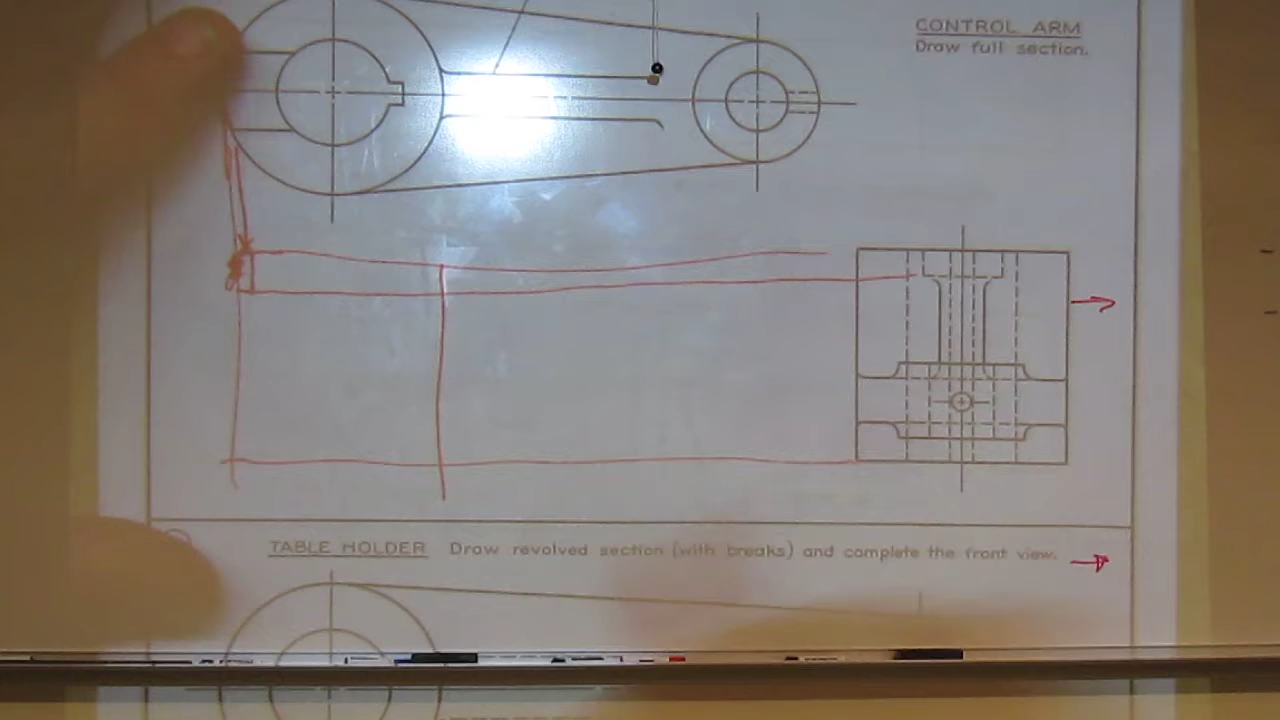 CONTROL ARM
Draw full section.
TABLE HOLDER Draw revolved section (with breaks) and complete the front view.